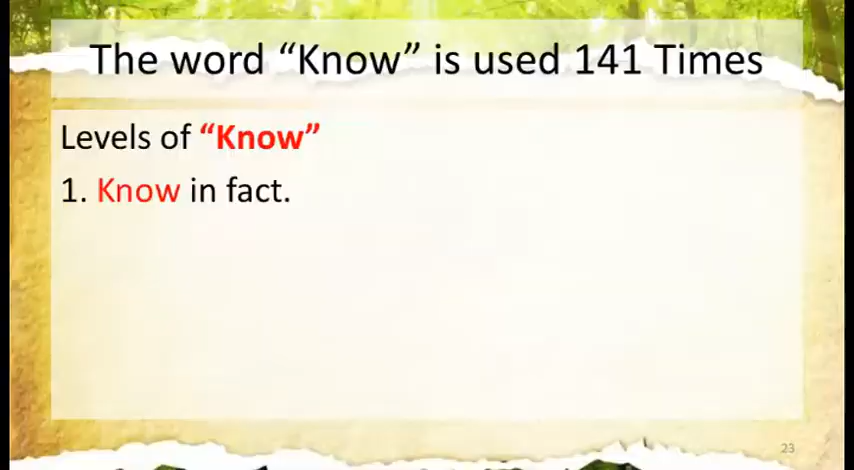 The word “Know” is used 141 Times
Levels of “Know”
1. Know in fact.
23